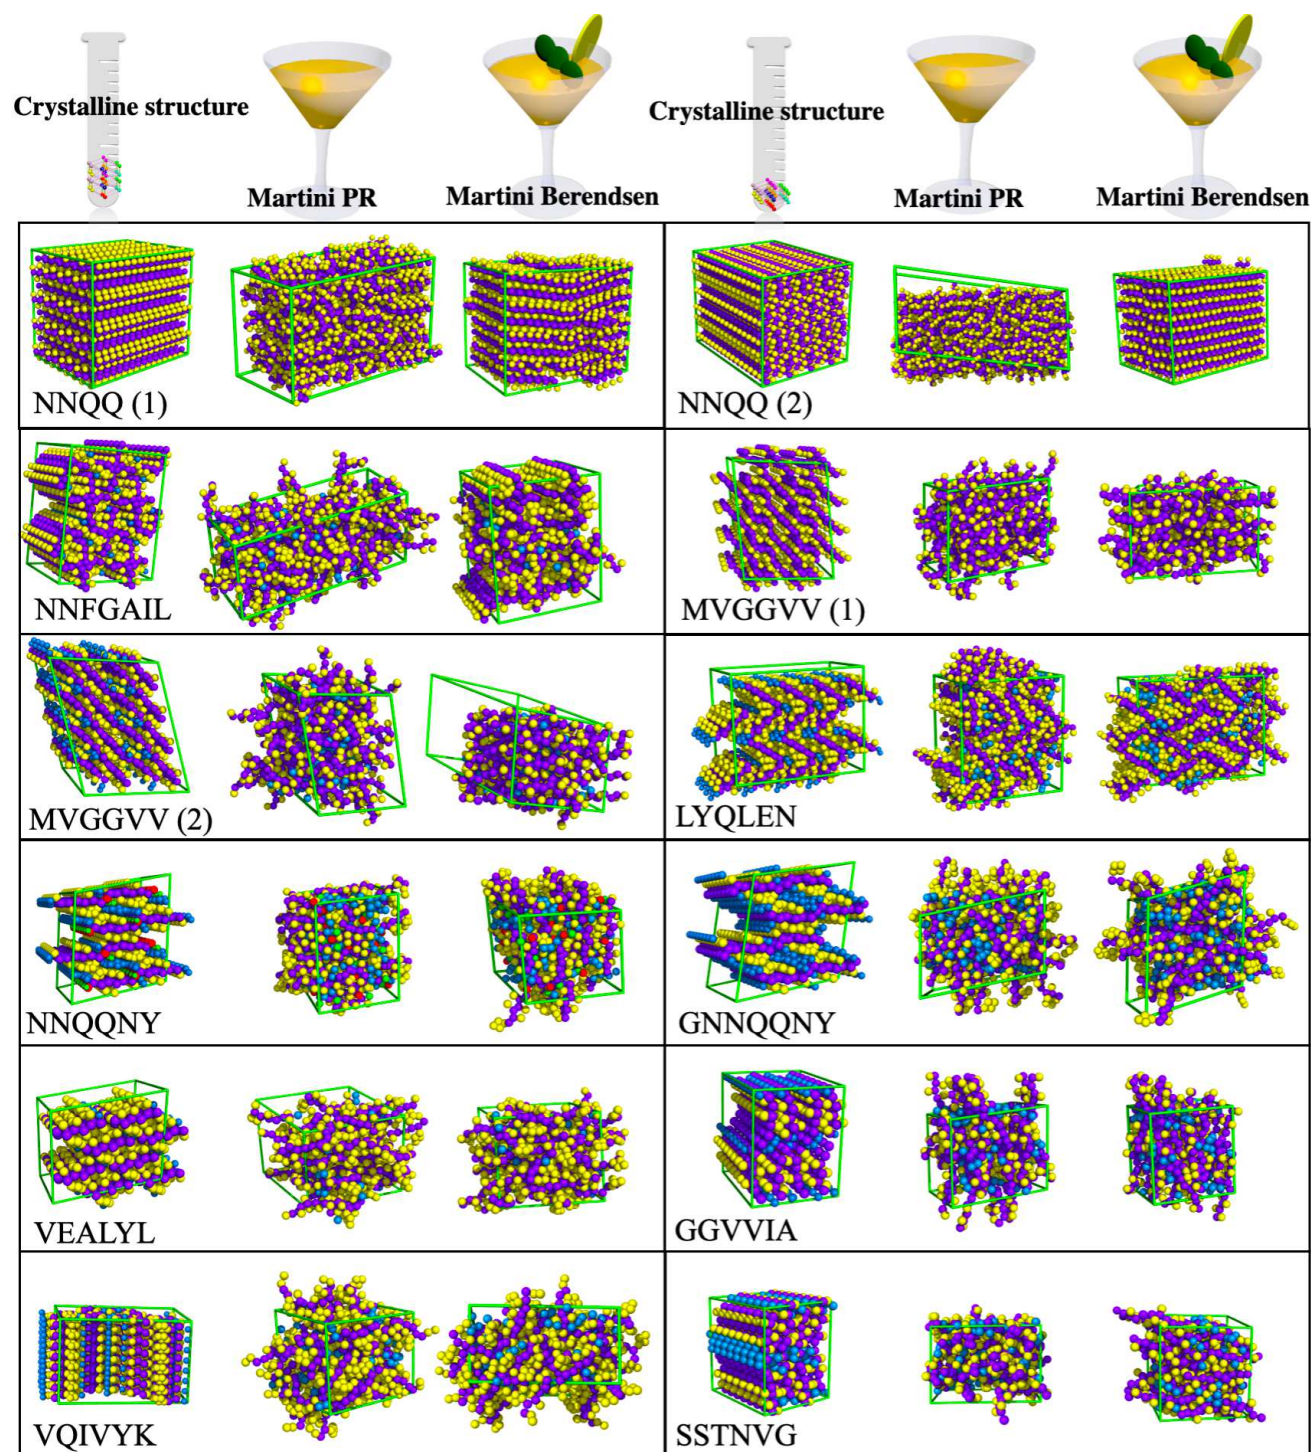 Crystalline structure
Martini PR
Martini Berendsen
Crystalline structure
Martini PR
Martini Berendsen
NNQQ (1)
NNQQ (2)
NNFGAIL
MVGGVV (1)
MVGGVV (2)
LYQLEN
NNQQNY
GNNQQNY
VEALYL
GGVVIA
VQIVYK
SSTNVG